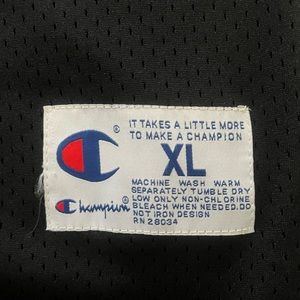 IT TAKES A LITTLE MORE
TO MAKE A CHAMPION
®
XL
MACHINE WASH WARM
SEPARATELY TUMBLE DRY
LOW ONLY NON-CHLORINE
BLEACH WHEN NEEDED. DO
NOT IRON DESIGN
RN 26094
Champion®